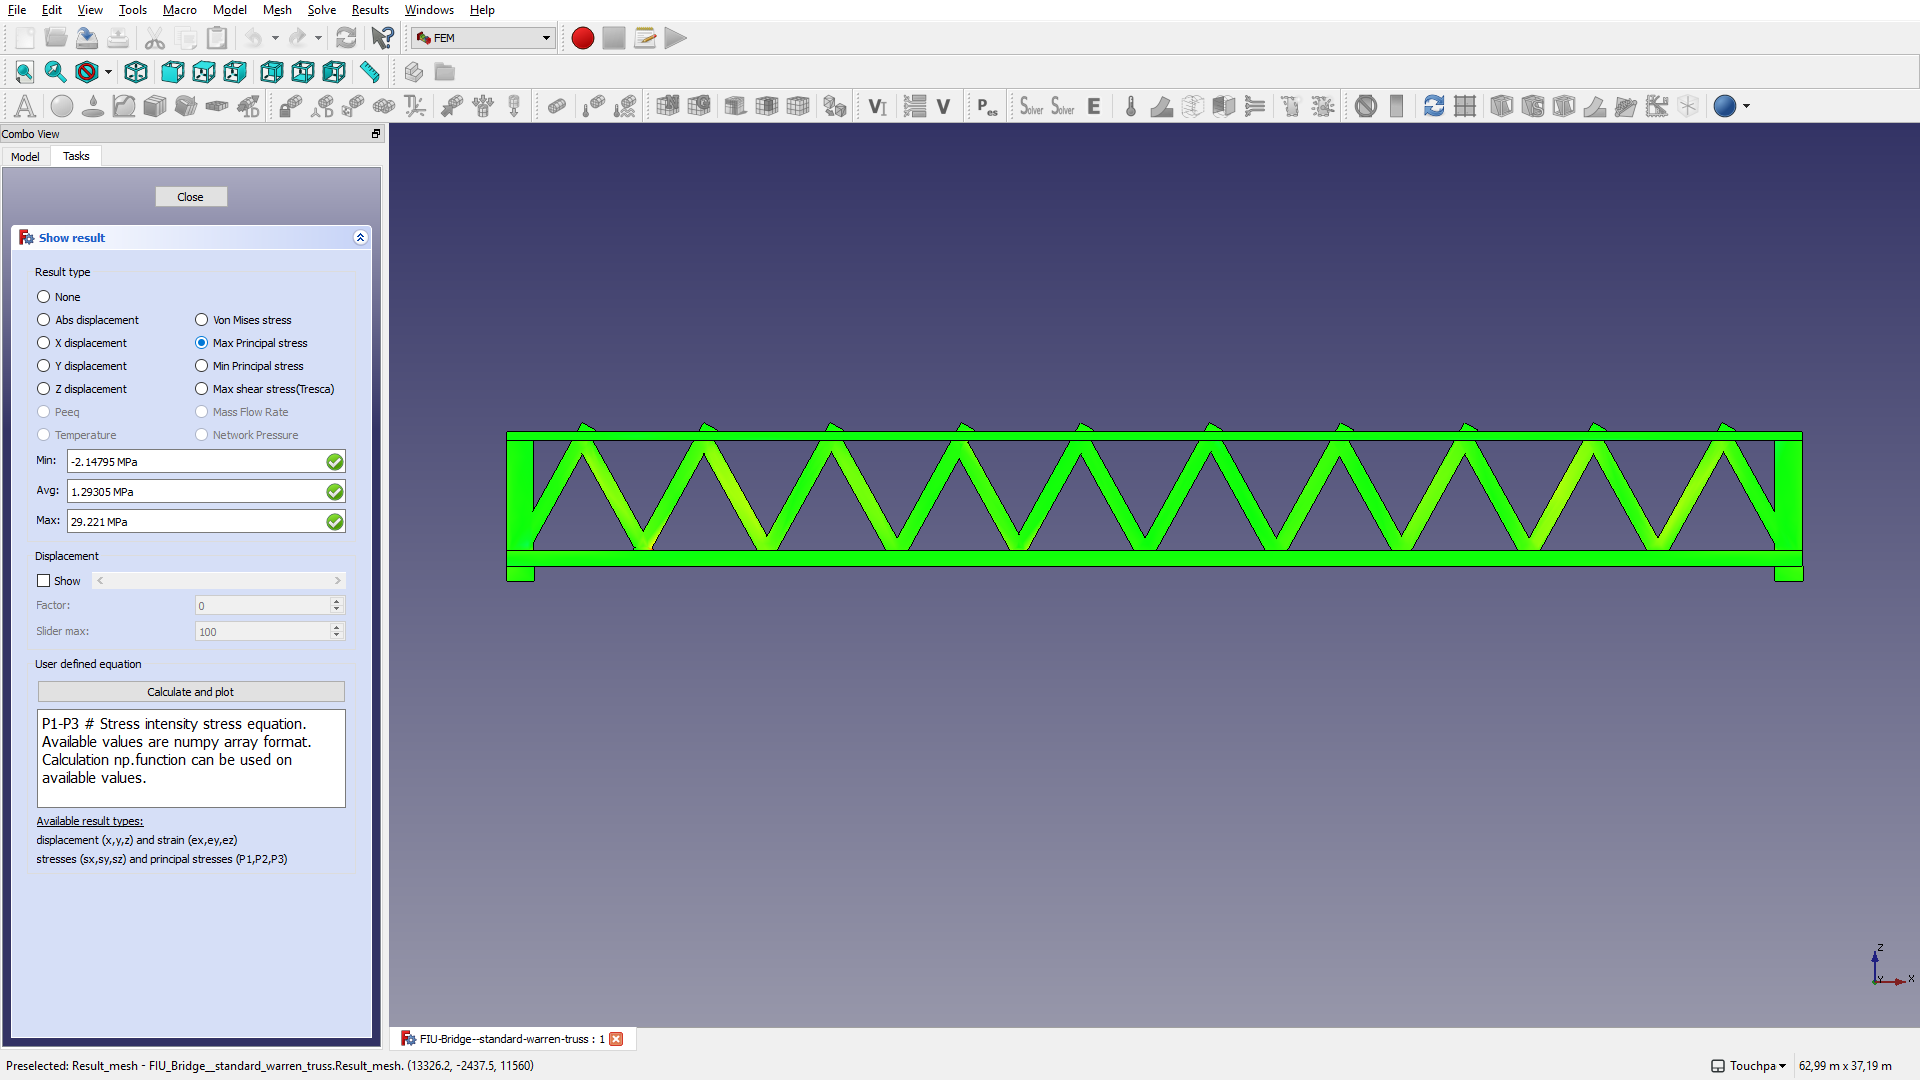 File Edit View Tools Macro Model Mesh Solve Results Windows Help
FEM
A VI V Pes Solver Solver E
Combo View
Model Tasks
Close
Show result
Result type
None
Abs displacement Von Mises stress
X displacement Max Principal stress
Y displacement Min Principal stress
Z displacement Max shear stress(Tresca)
Peeq Mass Flow Rate
Temperature Network Pressure
Min: -2.14795 MPa
Avg: 1.29305 MPa
Max: 29.221 MPa
Displacement
Show
Factor: 0
Slider max: 100
User defined equation
Calculate and plot
P1-P3 # Stress intensity stress equation.
Available values are numpy array format.
Calculation np.function can be used on
available values.
Available result types:
displacement (x,y,z) and strain (ex,ey,ez)
stresses (sx,sy,sz) and principal stresses (P1,P2,P3)
Z
Y X
FIU-Bridge--standard-warren-truss : 1
Preselected: Result_mesh - FIU_Bridge__standard_warren_truss.Result_mesh. (13326.2, -2437.5, 11560)
Touchpa 62,99 m x 37,19 m